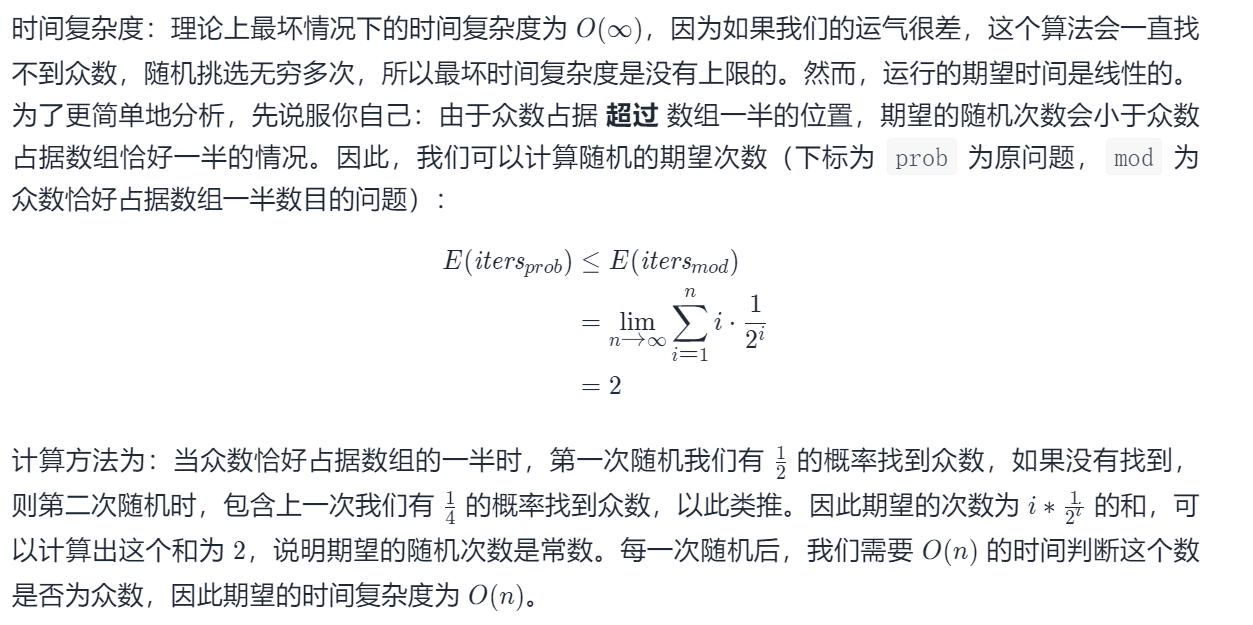 时间复杂度：理论上最坏情况下的时间复杂度为 O(∞)，因为如果我们的运气很差，这个算法会一直找
不到众数，随机挑选无穷多次，所以最坏时间复杂度是没有上限的。然而，运行的期望时间是线性的。
为了更简单地分析，先说服你自己：由于众数占据 超过 数组一半的位置，期望的随机次数会小于众数
占据数组恰好一半的情况。因此，我们可以计算随机的期望次数（下标为 prob 为原问题， mod 为
众数恰好占据数组一半数目的问题）：
E(iters_{prob}) ≤ E(iters_{mod})
= \lim_{n→∞} \sum_{i=1}^{n} i · \frac{1}{2^i}
= 2
计算方法为：当众数恰好占据数组的一半时，第一次随机我们有 \frac{1}{2} 的概率找到众数，如果没有找到，
则第二次随机时，包含上一次我们有 \frac{1}{4} 的概率找到众数，以此类推。因此期望的次数为 i * \frac{1}{2^i} 的和，可
以计算出这个和为 2，说明期望的随机次数是常数。每一次随机后，我们需要 O(n) 的时间判断这个数
是否为众数，因此期望的时间复杂度为 O(n)。